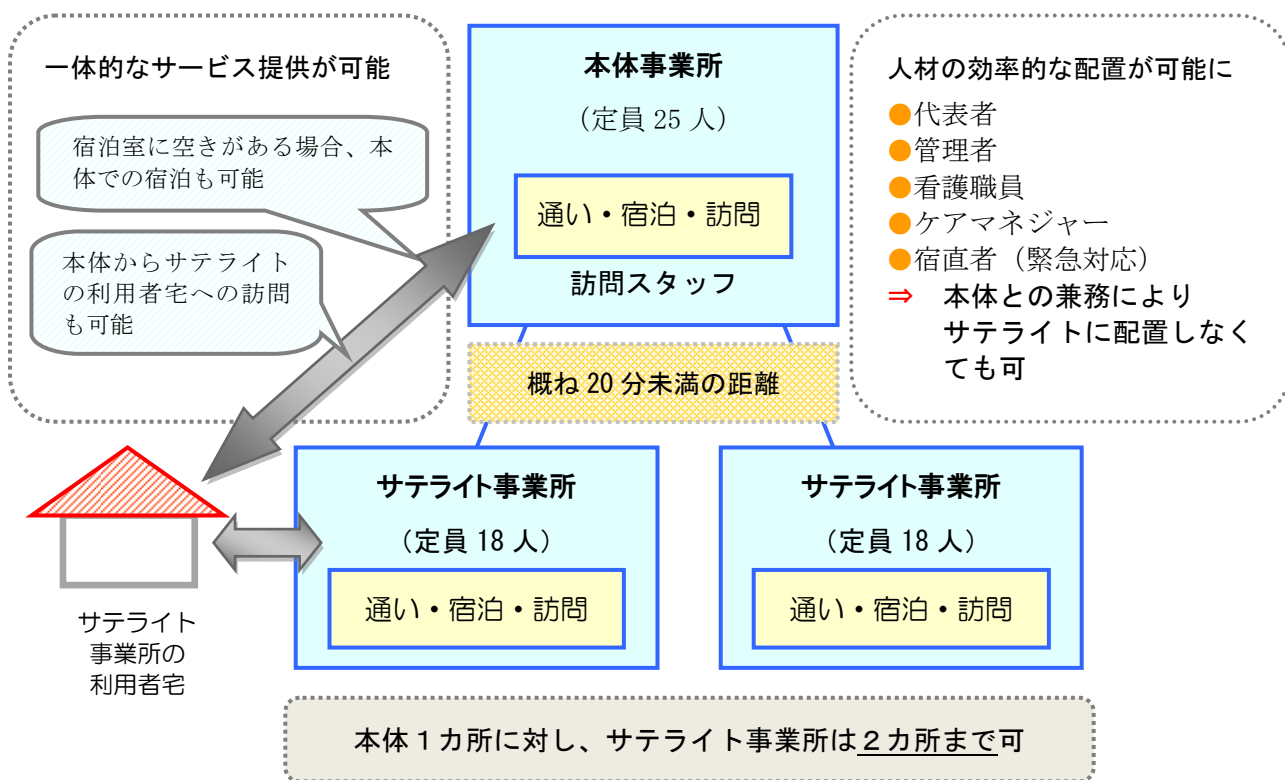 一体的なサービス提供が可能
宿泊室に空きがある場合、本
体での宿泊も可能
本体からサテライト
の利用者宅への訪問
も可能
本体事業所
（定員 25 人）
通い・宿泊・訪問
訪問スタッフ
人材の効率的な配置が可能に
●代表者
●管理者
●看護職員
●ケアマネジャー
●宿直者（緊急対応）
⇒ 本体との兼務により
サテライトに配置しなく
ても可
概ね 20 分未満の距離
サテライト事業所
（定員 18 人）
通い・宿泊・訪問
サテライト事業所
（定員 18 人）
通い・宿泊・訪問
サテライト
事業所の
利用者宅
本体１カ所に対し、サテライト事業所は２カ所まで可